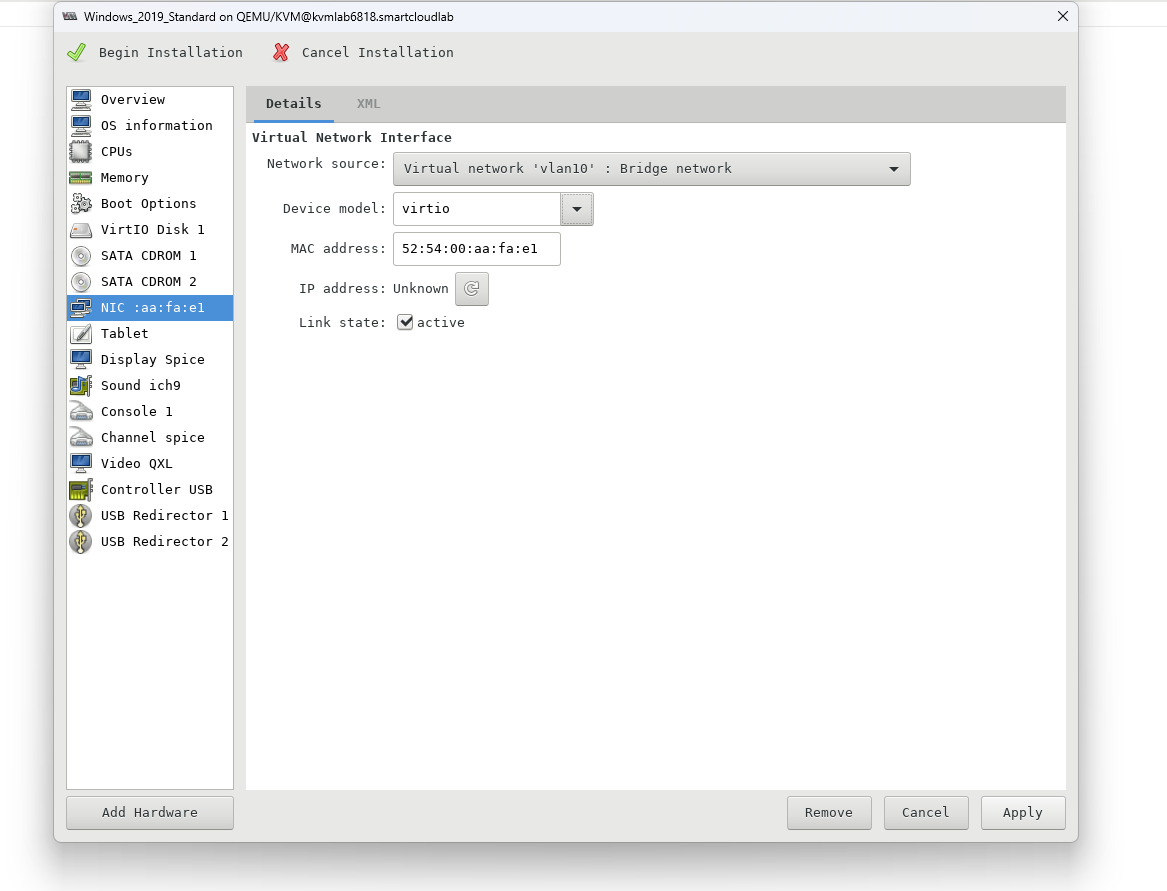 Windows_2019_Standard on QEMU/KVM@kvmlab6818.smartcloudlab
Begin Installation Cancel Installation
Overview
OS information
CPUs
Memory
Boot Options
VirtIO Disk 1
SATA CDROM 1
SATA CDROM 2
NIC :aa:fa:e1
Tablet
Display Spice
Sound ich9
Console 1
Channel spice
Video QXL
Controller USB
USB Redirector 1
USB Redirector 2
Add Hardware
Details XML
Virtual Network Interface
Network source: Virtual network 'vlan10' : Bridge network
Device model: virtio
MAC address: 52:54:00:aa:fa:e1
IP address: Unknown
Link state: active
Remove Cancel Apply